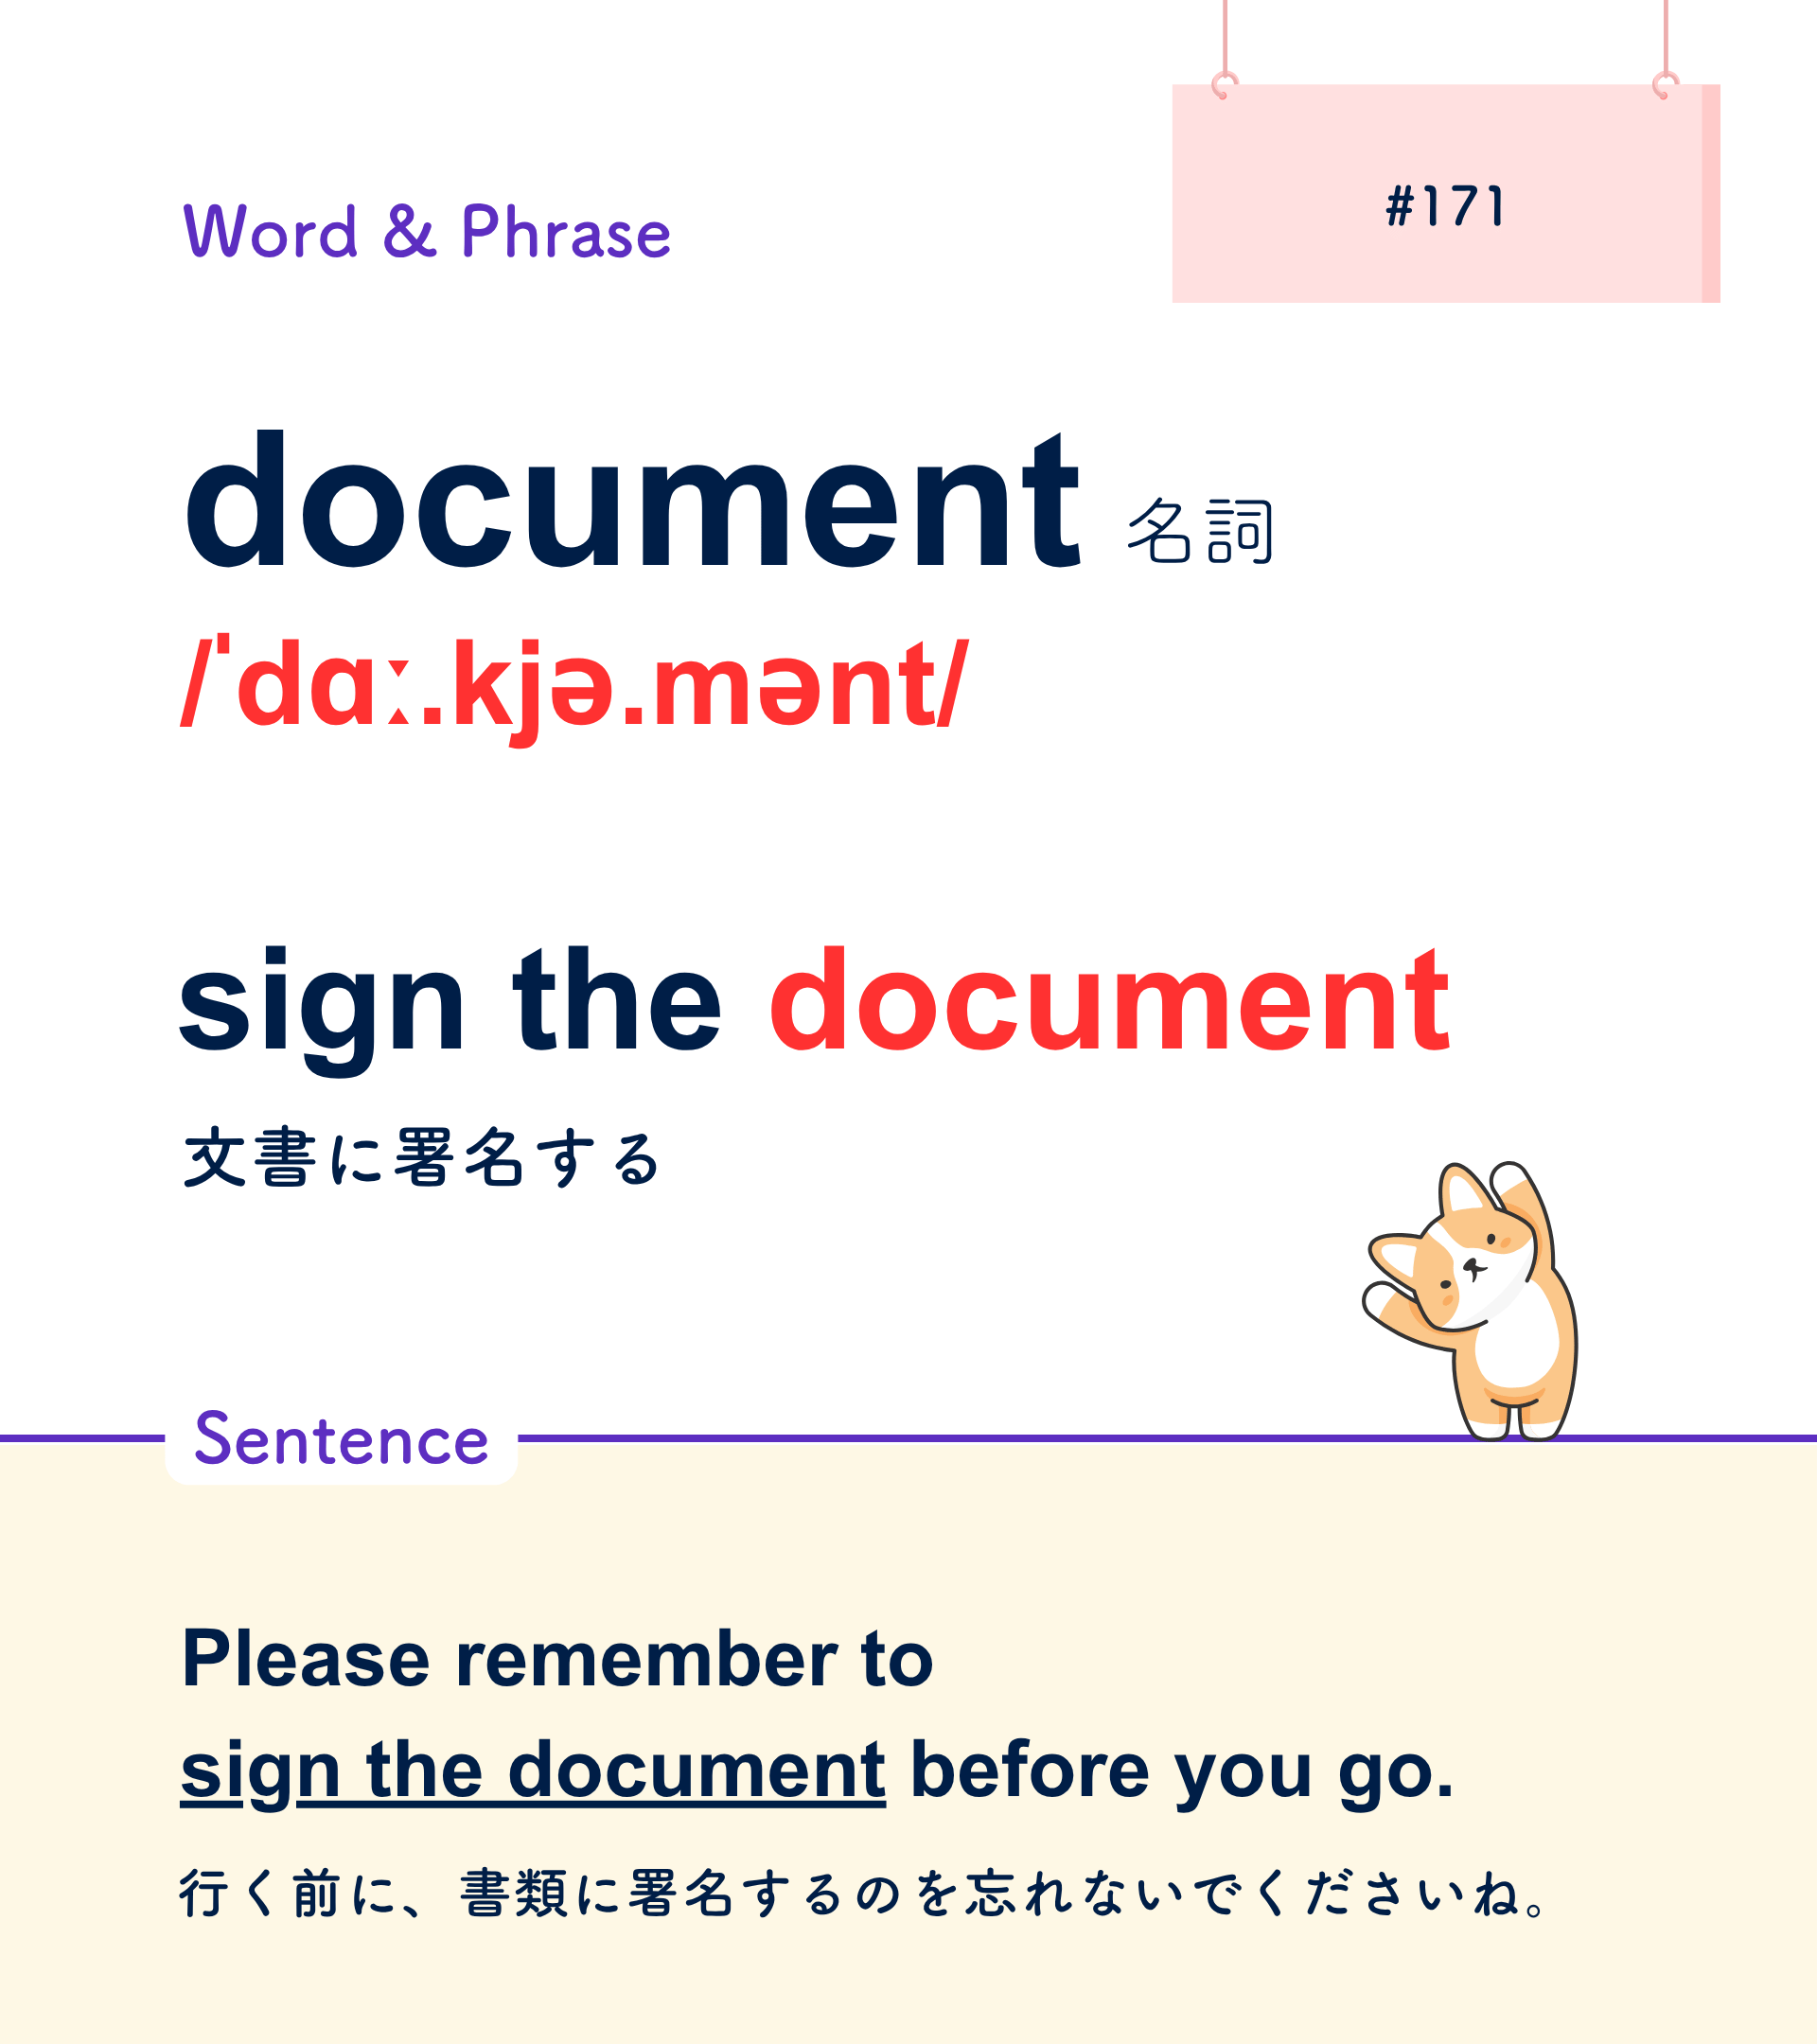 #171
Word & Phrase
document 名詞
/ˈdɑː.kjə.mənt/
sign the document
文書に署名する
Sentence
Please remember to
sign the document before you go.
行く前に、書類に署名するのを忘れないでくださいね。